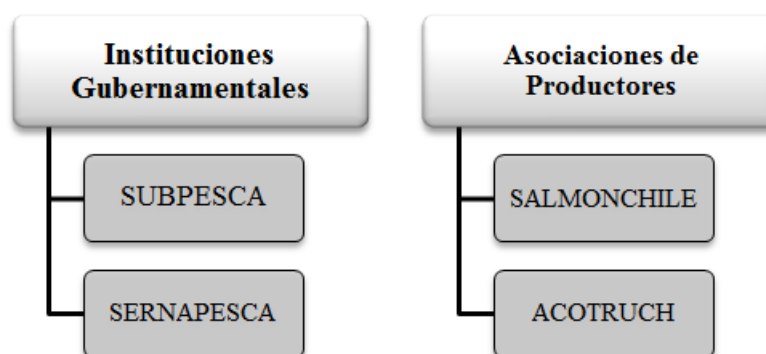 Instituciones
Gubernamentales
SUBPESCA
SERNAPESCA
Asociaciones de
Productores
SALMONCHILE
ACOTRUCH